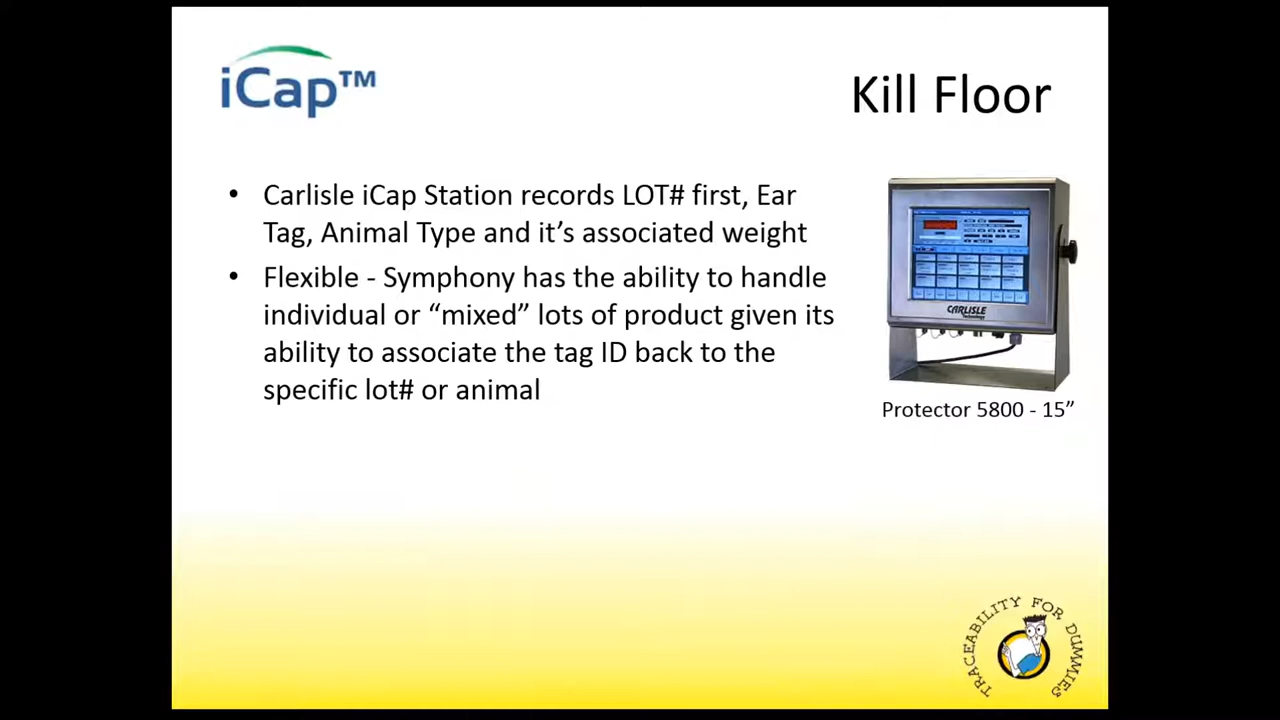 iCap™
Kill Floor
• Carlisle iCap Station records LOT# first, Ear
Tag, Animal Type and it’s associated weight
• Flexible - Symphony has the ability to handle
individual or “mixed” lots of product given its
ability to associate the tag ID back to the
specific lot# or animal
CARLISLE
Technology
Protector 5800 - 15”
TRACEABILITY FOR DUMMIES